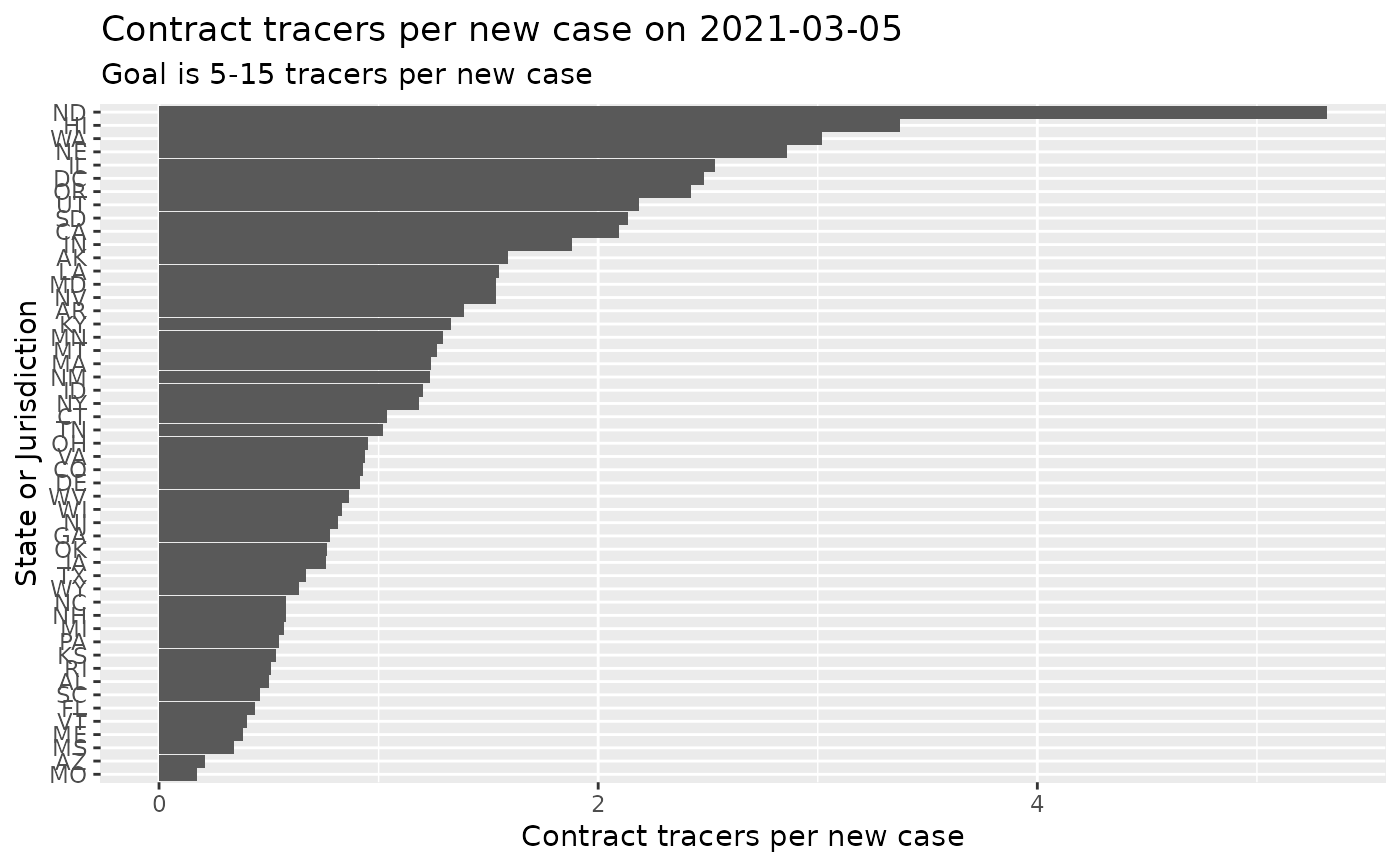 Contract tracers per new case on 2021-03-05
Goal is 5-15 tracers per new case
State or Jurisdiction
ND
HI
WA
NE
IL
DC
OR
UT
SD
CA
IN
AK
LA
MD
NV
AR
KY
MN
MT
MA
NM
ID
NY
CT
TN
OH
VA
CO
DE
WV
WI
NJ
GA
OK
IA
TX
WY
NC
NH
MI
PA
KS
RI
AL
SC
FL
VT
ME
MS
AZ
MO
0 2 4
Contract tracers per new case